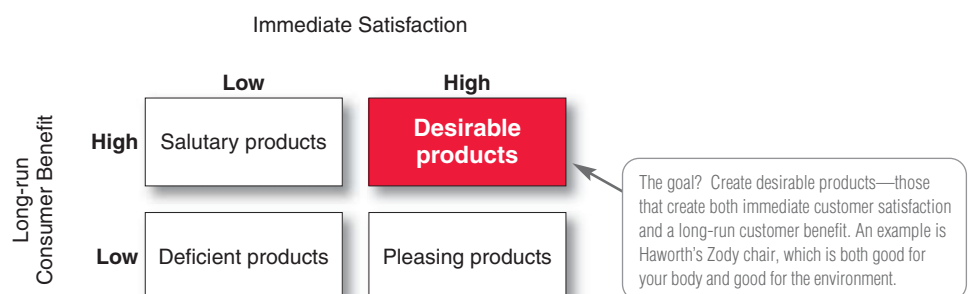 Immediate Satisfaction
Low High
Long-run
Consumer Benefit
High Salutary products Desirable
products
Low Deficient products Pleasing products
The goal? Create desirable products—those
that create both immediate customer satisfaction
and a long-run customer benefit. An example is
Haworth's Zody chair, which is both good for
your body and good for the environment.